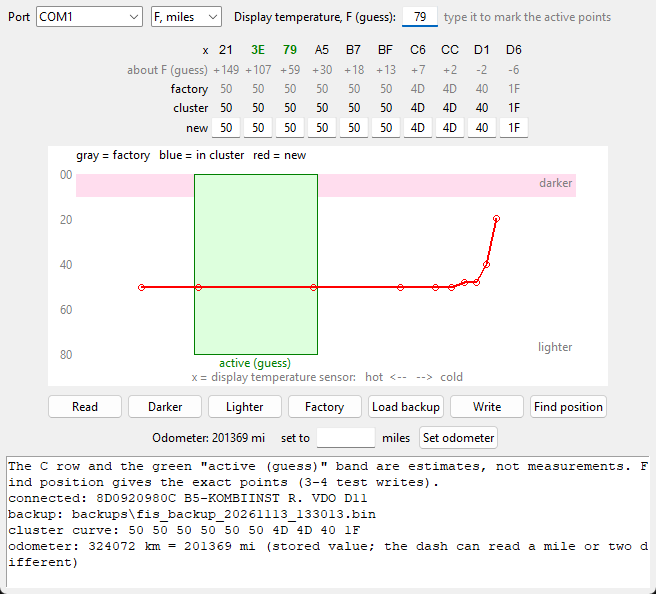 Port COM1 F, miles Display temperature, F (guess): 79 type it to mark the active points
x 21 3E 79 A5 B7 BF C6 CC D1 D6
about F (guess) +149 +107 +59 +30 +18 +13 +7 +2 -2 -6
factory 50 50 50 50 50 50 4D 4D 40 1F
cluster 50 50 50 50 50 50 4D 4D 40 1F
new 50 50 50 50 50 50 4D 4D 40 1F
gray = factory blue = in cluster red = new
00
darker
20
40
60
lighter
80
active (guess)
x = display temperature sensor: hot <-- --> cold
Read Darker Lighter Factory Load backup Write Find position
Odometer: 201369 mi set to miles Set odometer
The C row and the green "active (guess)" band are estimates, not measurements. F
ind position gives the exact points (3-4 test writes).
connected: 8D0920980C B5-KOMBIINST R. VDO D11
backup: backups\fis_backup_20261113_133013.bin
cluster curve: 50 50 50 50 50 50 4D 4D 40 1F
odometer: 324072 km = 201369 mi (stored value; the dash can read a mile or two d
ifferent)